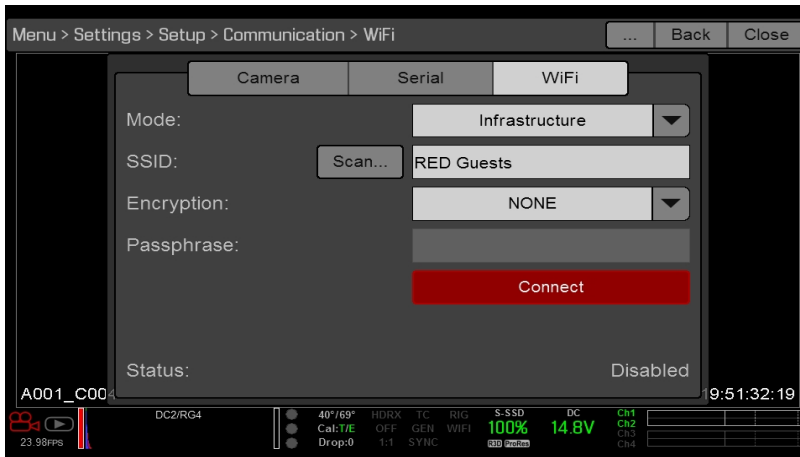 Menu > Settings > Setup > Communication > WiFi ... Back Close
Camera Serial WiFi
Mode: Infrastructure
SSID: Scan... RED Guests
Encryption: NONE
Passphrase:
Connect
Status: Disabled
A001_C004 19:51:32:19
DC2/RG4 40°/69° HDRX TC RIG S-SSD DC Ch1
Cal:T/E OFF GEN WIFI 100% 14.8V Ch2
23.98FPS Drop:0 1:1 SYNC R3D ProRes Ch3
Ch4